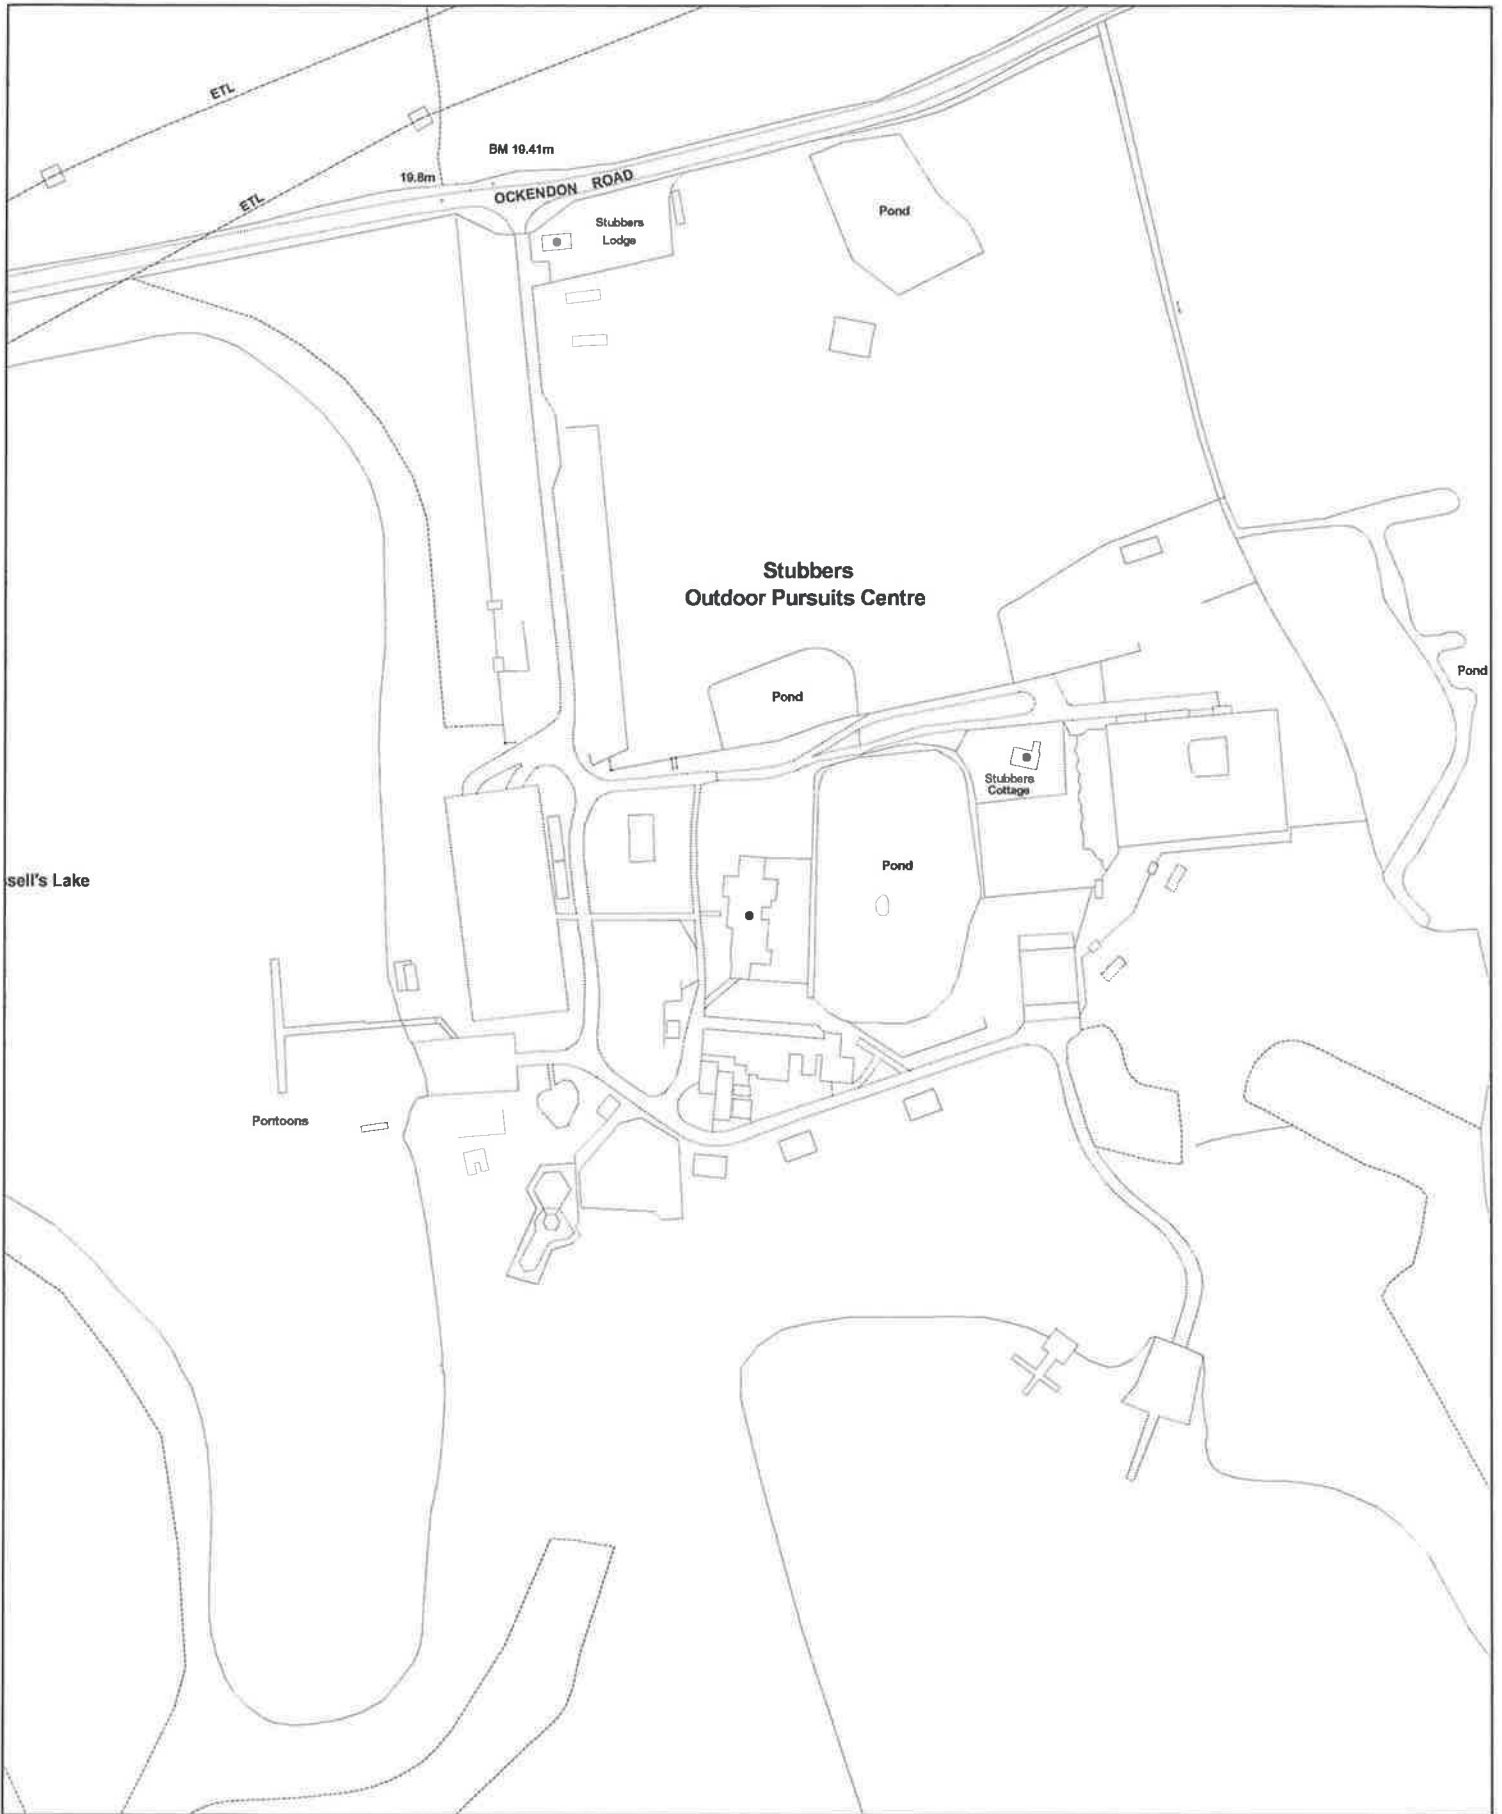 ETL
BM 19.41m
19.8m
OCKENDON ROAD
ETL
Pond
Stubbers
Lodge
Stubbers
Outdoor Pursuits Centre
Pond
Pond
Stubbers
Cottage
Pond
sell's Lake
Pontoons